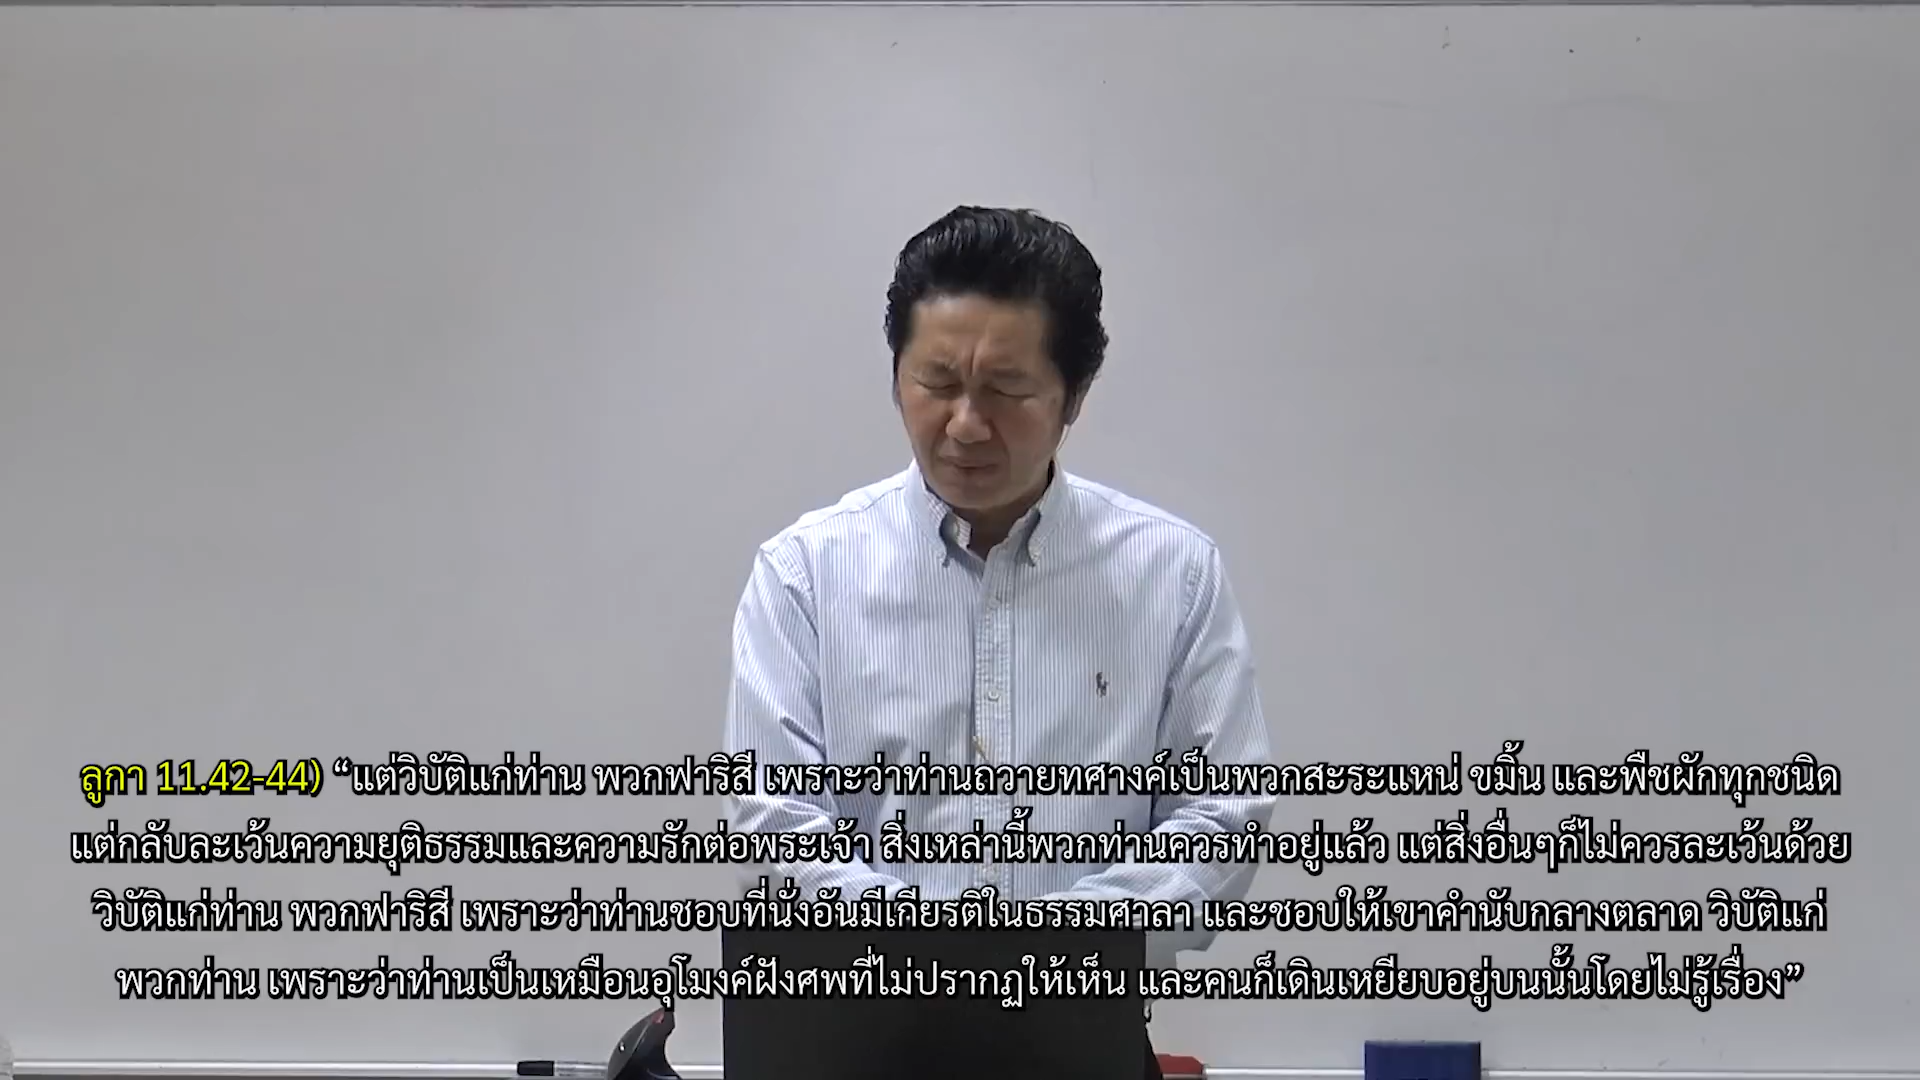 ลูกา 11.42-44) “แต่วิบัติแก่ท่าน พวกฟาริสี เพราะว่าท่านถวายทศางค์เป็นพวกสะระแหน่ ขมิ้น และพืชผักทุกชนิด
แต่กลับละเว้นความยุติธรรมและความรักต่อพระเจ้า สิ่งเหล่านี้พวกท่านควรทำอยู่แล้ว แต่สิ่งอื่นๆก็ไม่ควรละเว้นด้วย
วิบัติแก่ท่าน พวกฟาริสี เพราะว่าท่านชอบที่นั่งอันมีเกียรติในธรรมศาลา และชอบให้เขาคำนับกลางตลาด วิบัติแก่
พวกท่าน เพราะว่าท่านเป็นเหมือนอุโมงค์ฝังศพที่ไม่ปรากฏให้เห็น และคนก็เดินเหยียบอยู่บนนั้นโดยไม่รู้เรื่อง”